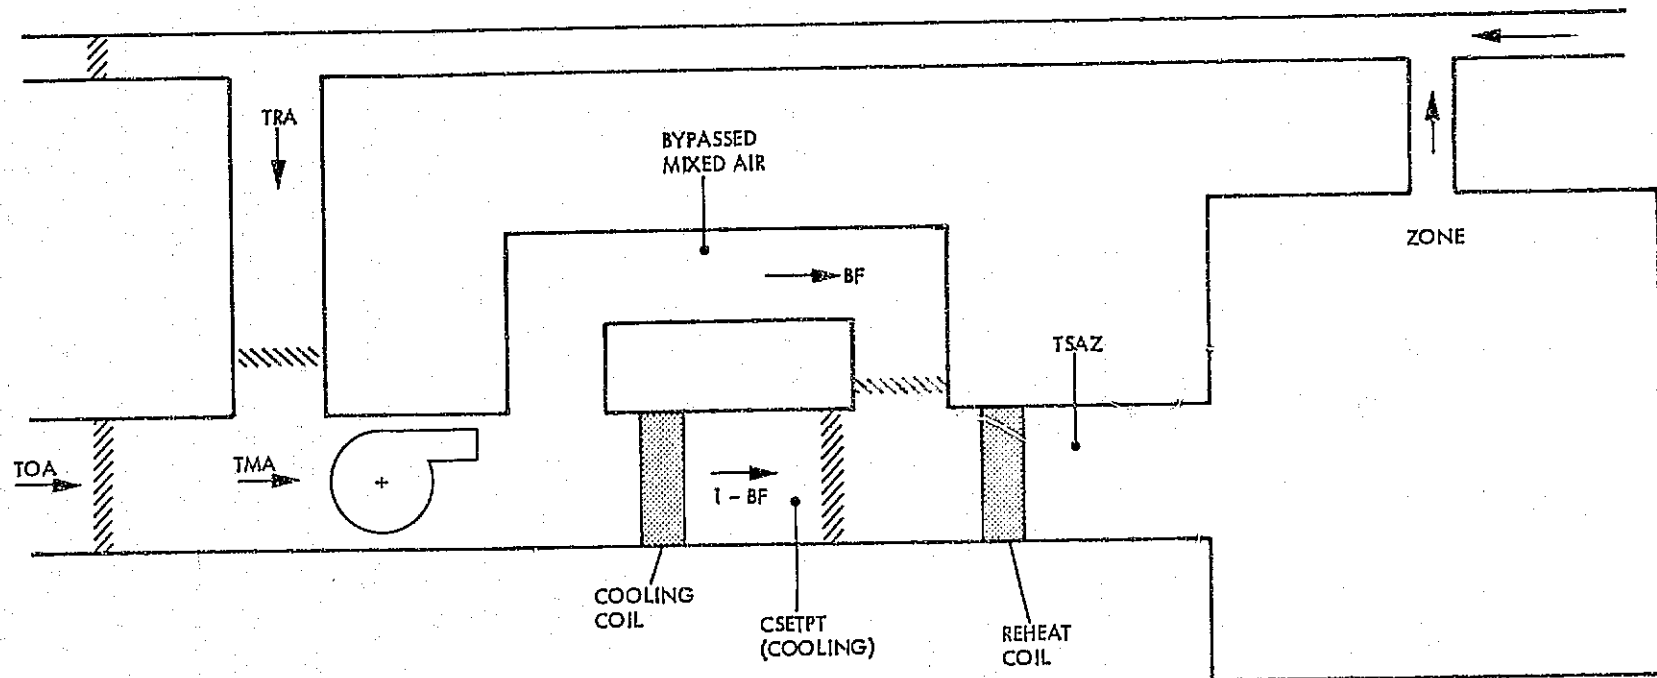 TRA
BYPASSED
MIXED AIR
ZONE
BF
TSAZ
TOA
TMA
1 - BF
COOLING
COIL
CSETPT
(COOLING)
REHEAT
COIL